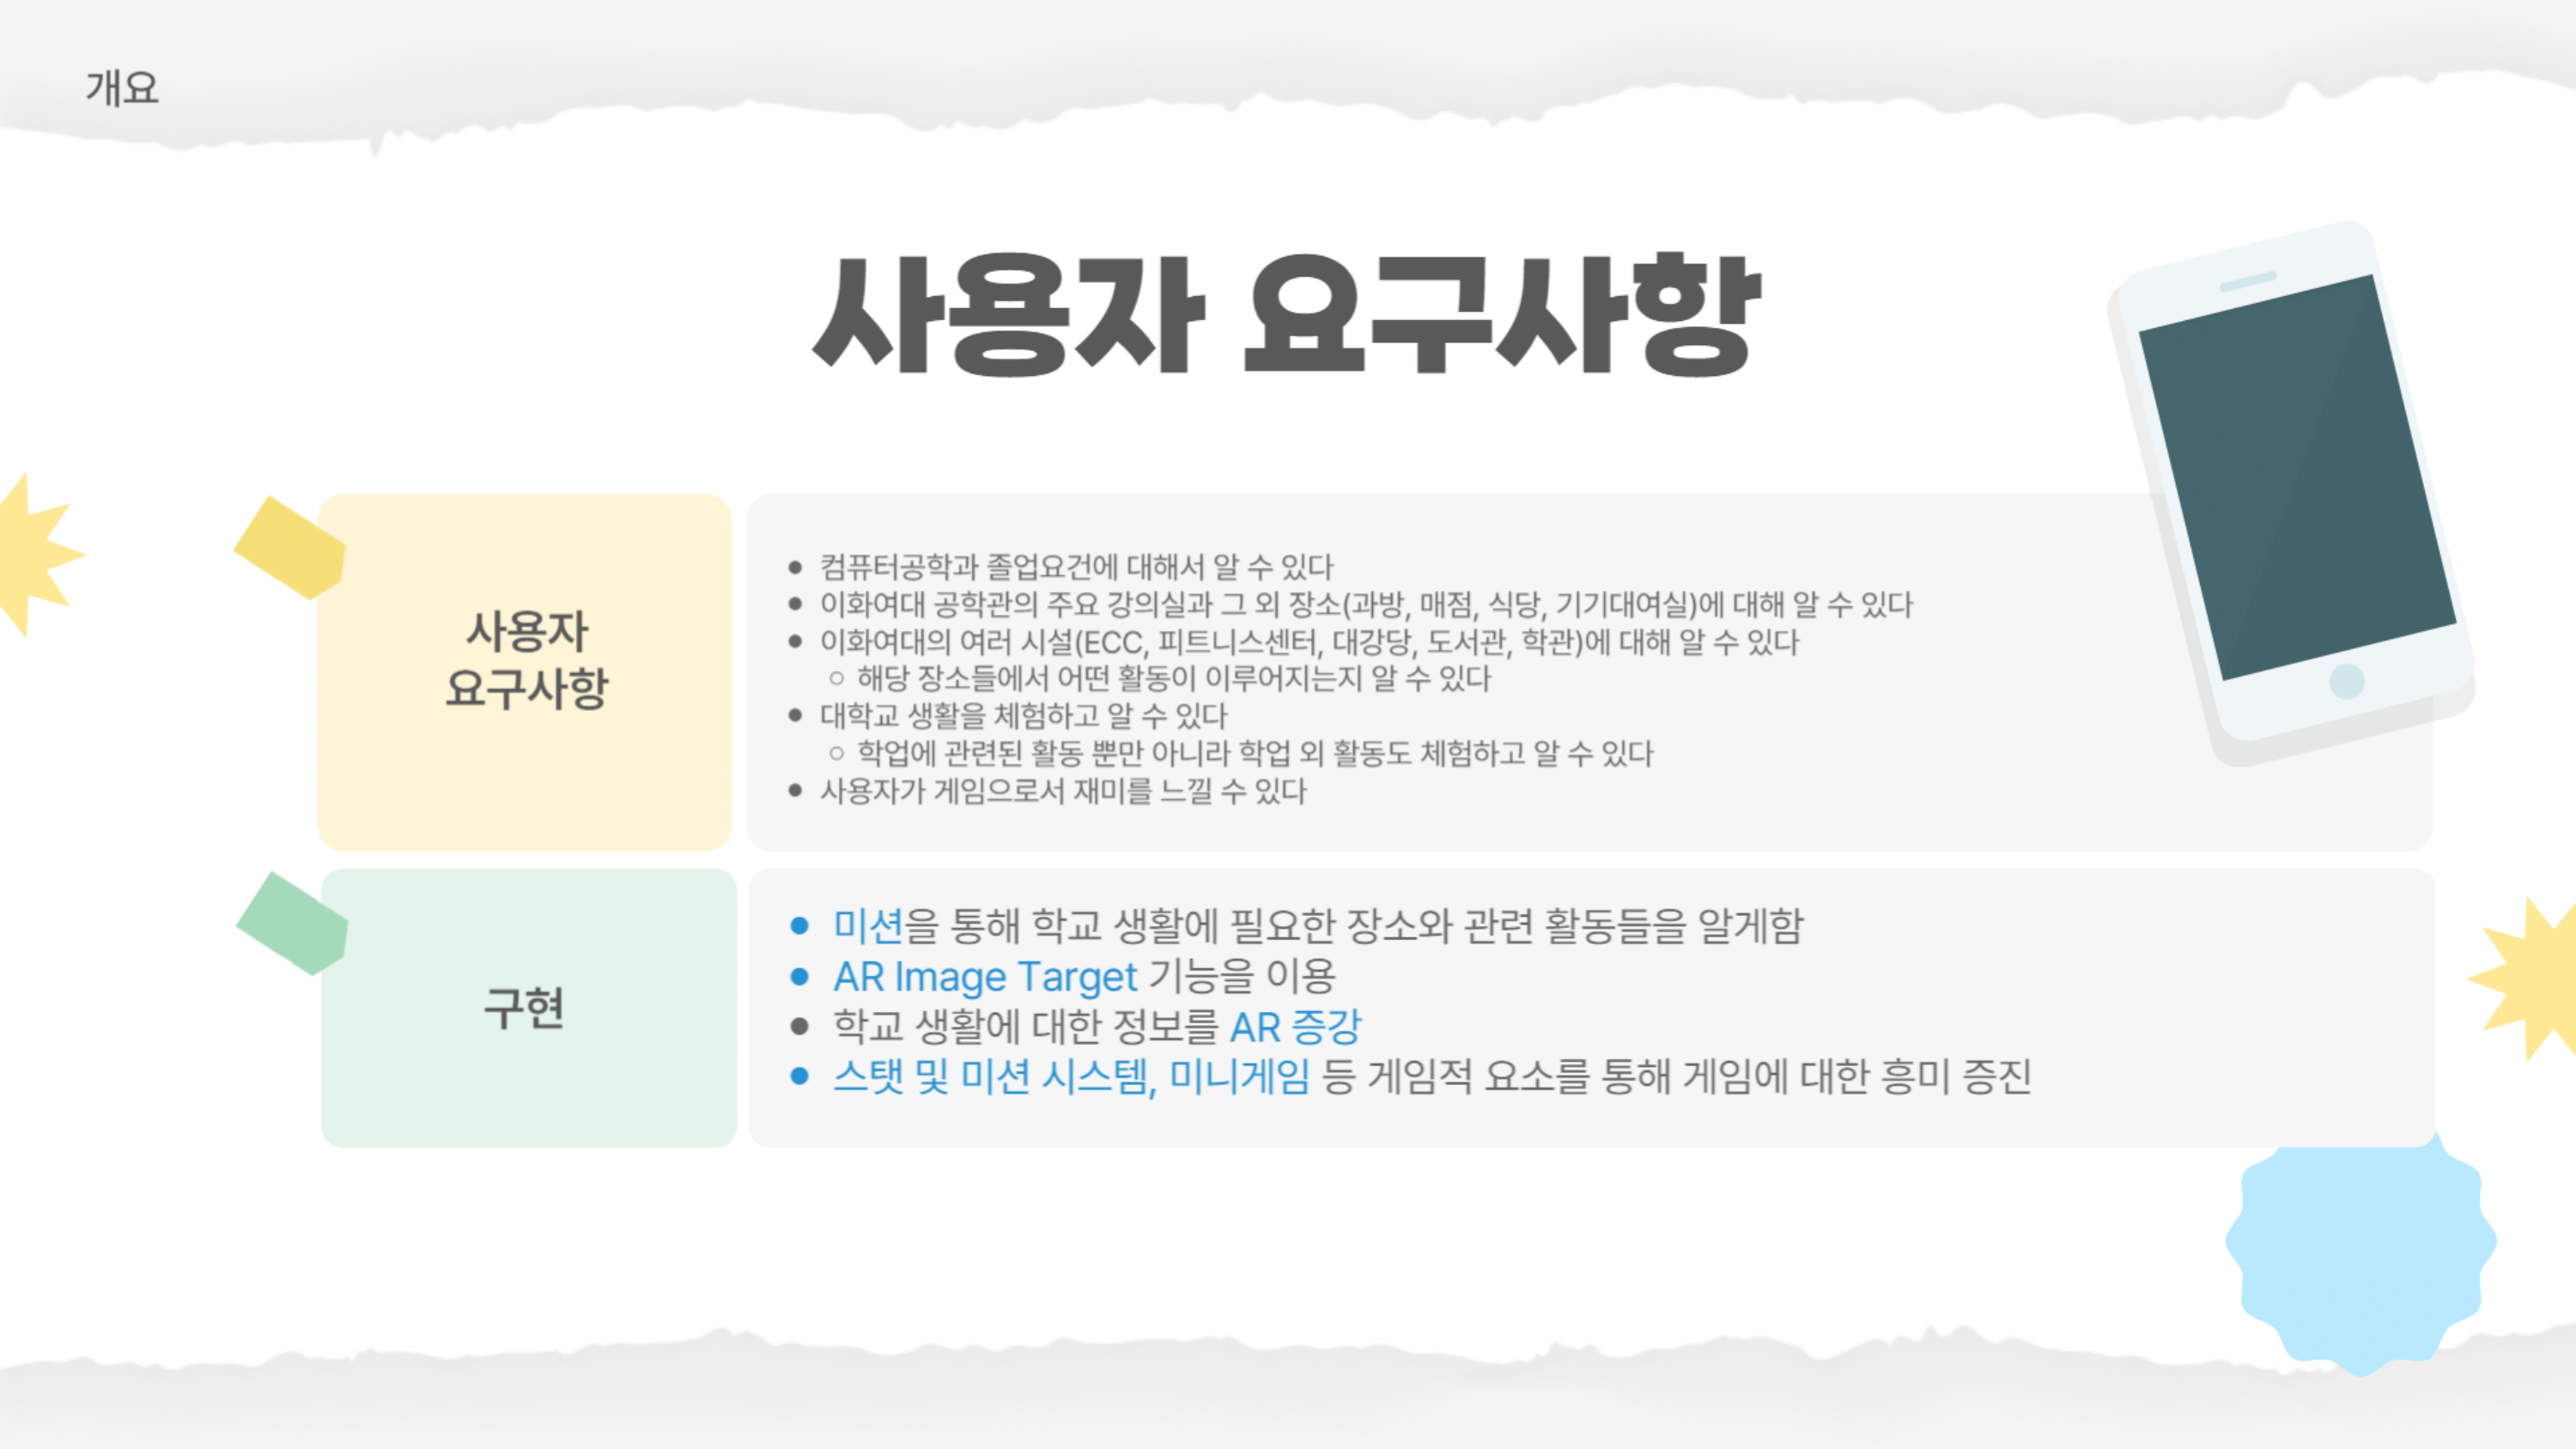 개요
사용자 요구사항
사용자
요구사항
● 컴퓨터공학과 졸업요건에 대해서 알 수 있다
● 이화여대 공학관의 주요 강의실과 그 외 장소(과방, 매점, 식당, 기기대여실)에 대해 알 수 있다
● 이화여대의 여러 시설(ECC, 피트니스센터, 대강당, 도서관, 학관)에 대해 알 수 있다
○ 해당 장소들에서 어떤 활동이 이루어지는지 알 수 있다
● 대학교 생활을 체험하고 알 수 있다
○ 학업에 관련된 활동 뿐만 아니라 학업 외 활동도 체험하고 알 수 있다
● 사용자가 게임으로서 재미를 느낄 수 있다
구현
● 미션을 통해 학교 생활에 필요한 장소와 관련 활동들을 알게함
● AR Image Target 기능을 이용
● 학교 생활에 대한 정보를 AR 증강
● 스탯 및 미션 시스템, 미니게임 등 게임적 요소를 통해 게임에 대한 흥미 증진